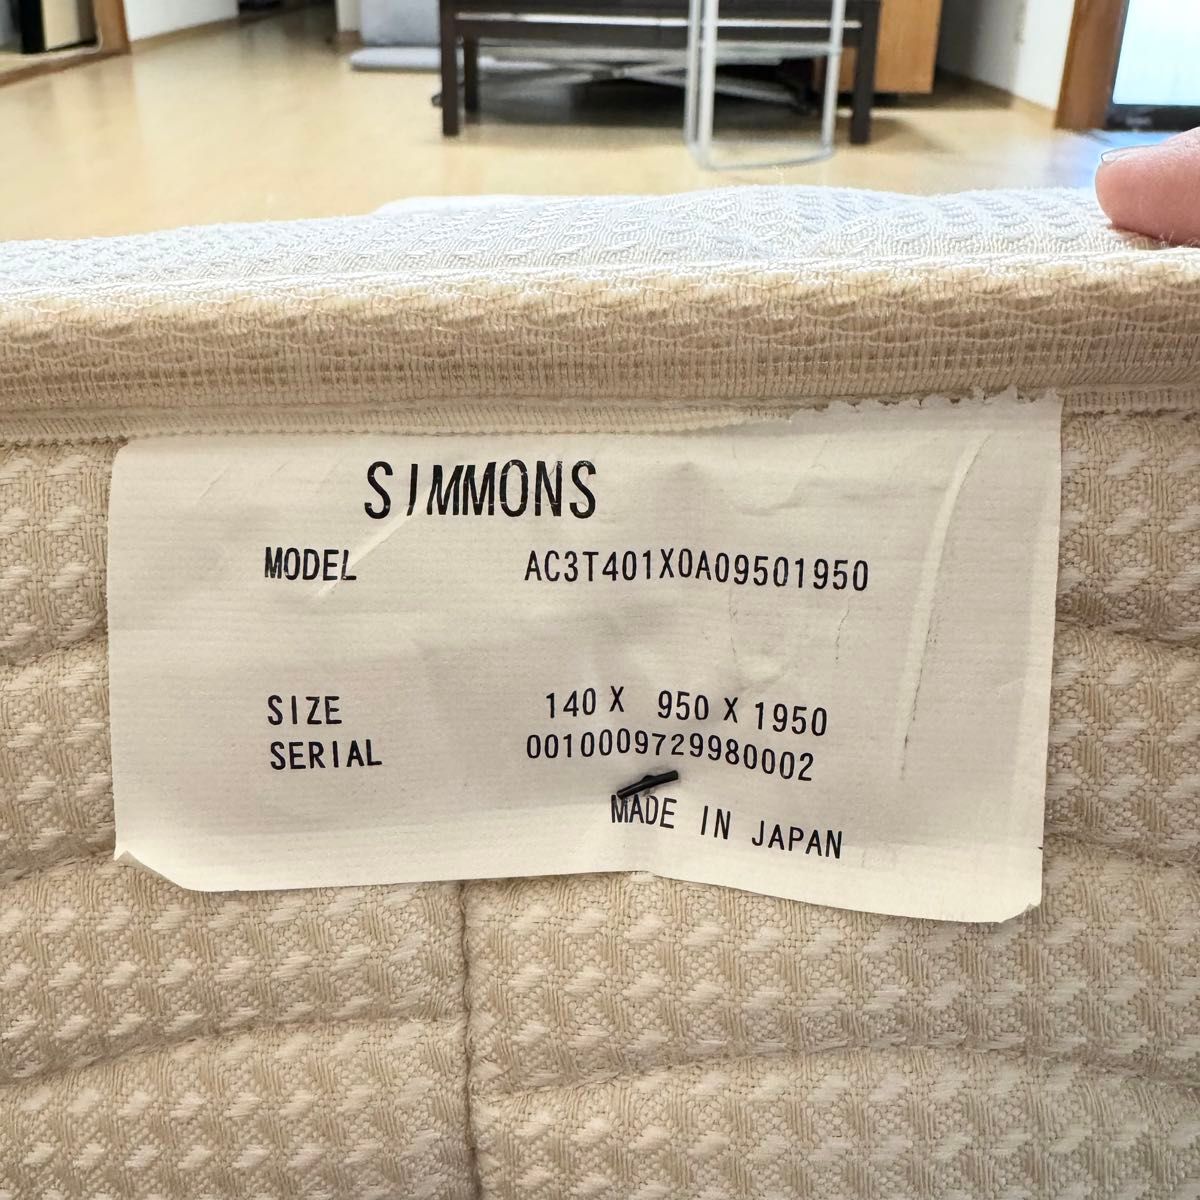 SIMMONS
MODEL AC3T401X0A09501950
SIZE 140 X 950 X 1950
SERIAL 0010009729980002
MADE IN JAPAN